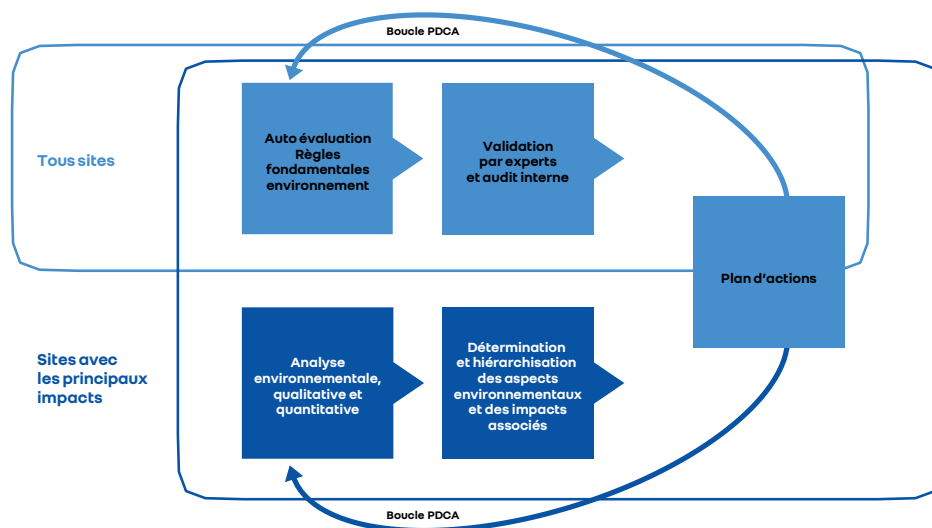 Boucle PDCA
Tous sites
Auto évaluation
Règles
fondamentales
environnement
Validation
par experts
et audit interne
Plan d’actions
Sites avec
les principaux
impacts
Analyse
environnementale,
qualitative et
quantitative
Détermination
et hiérarchisation
des aspects
environnementaux
et des impacts
associés
Boucle PDCA